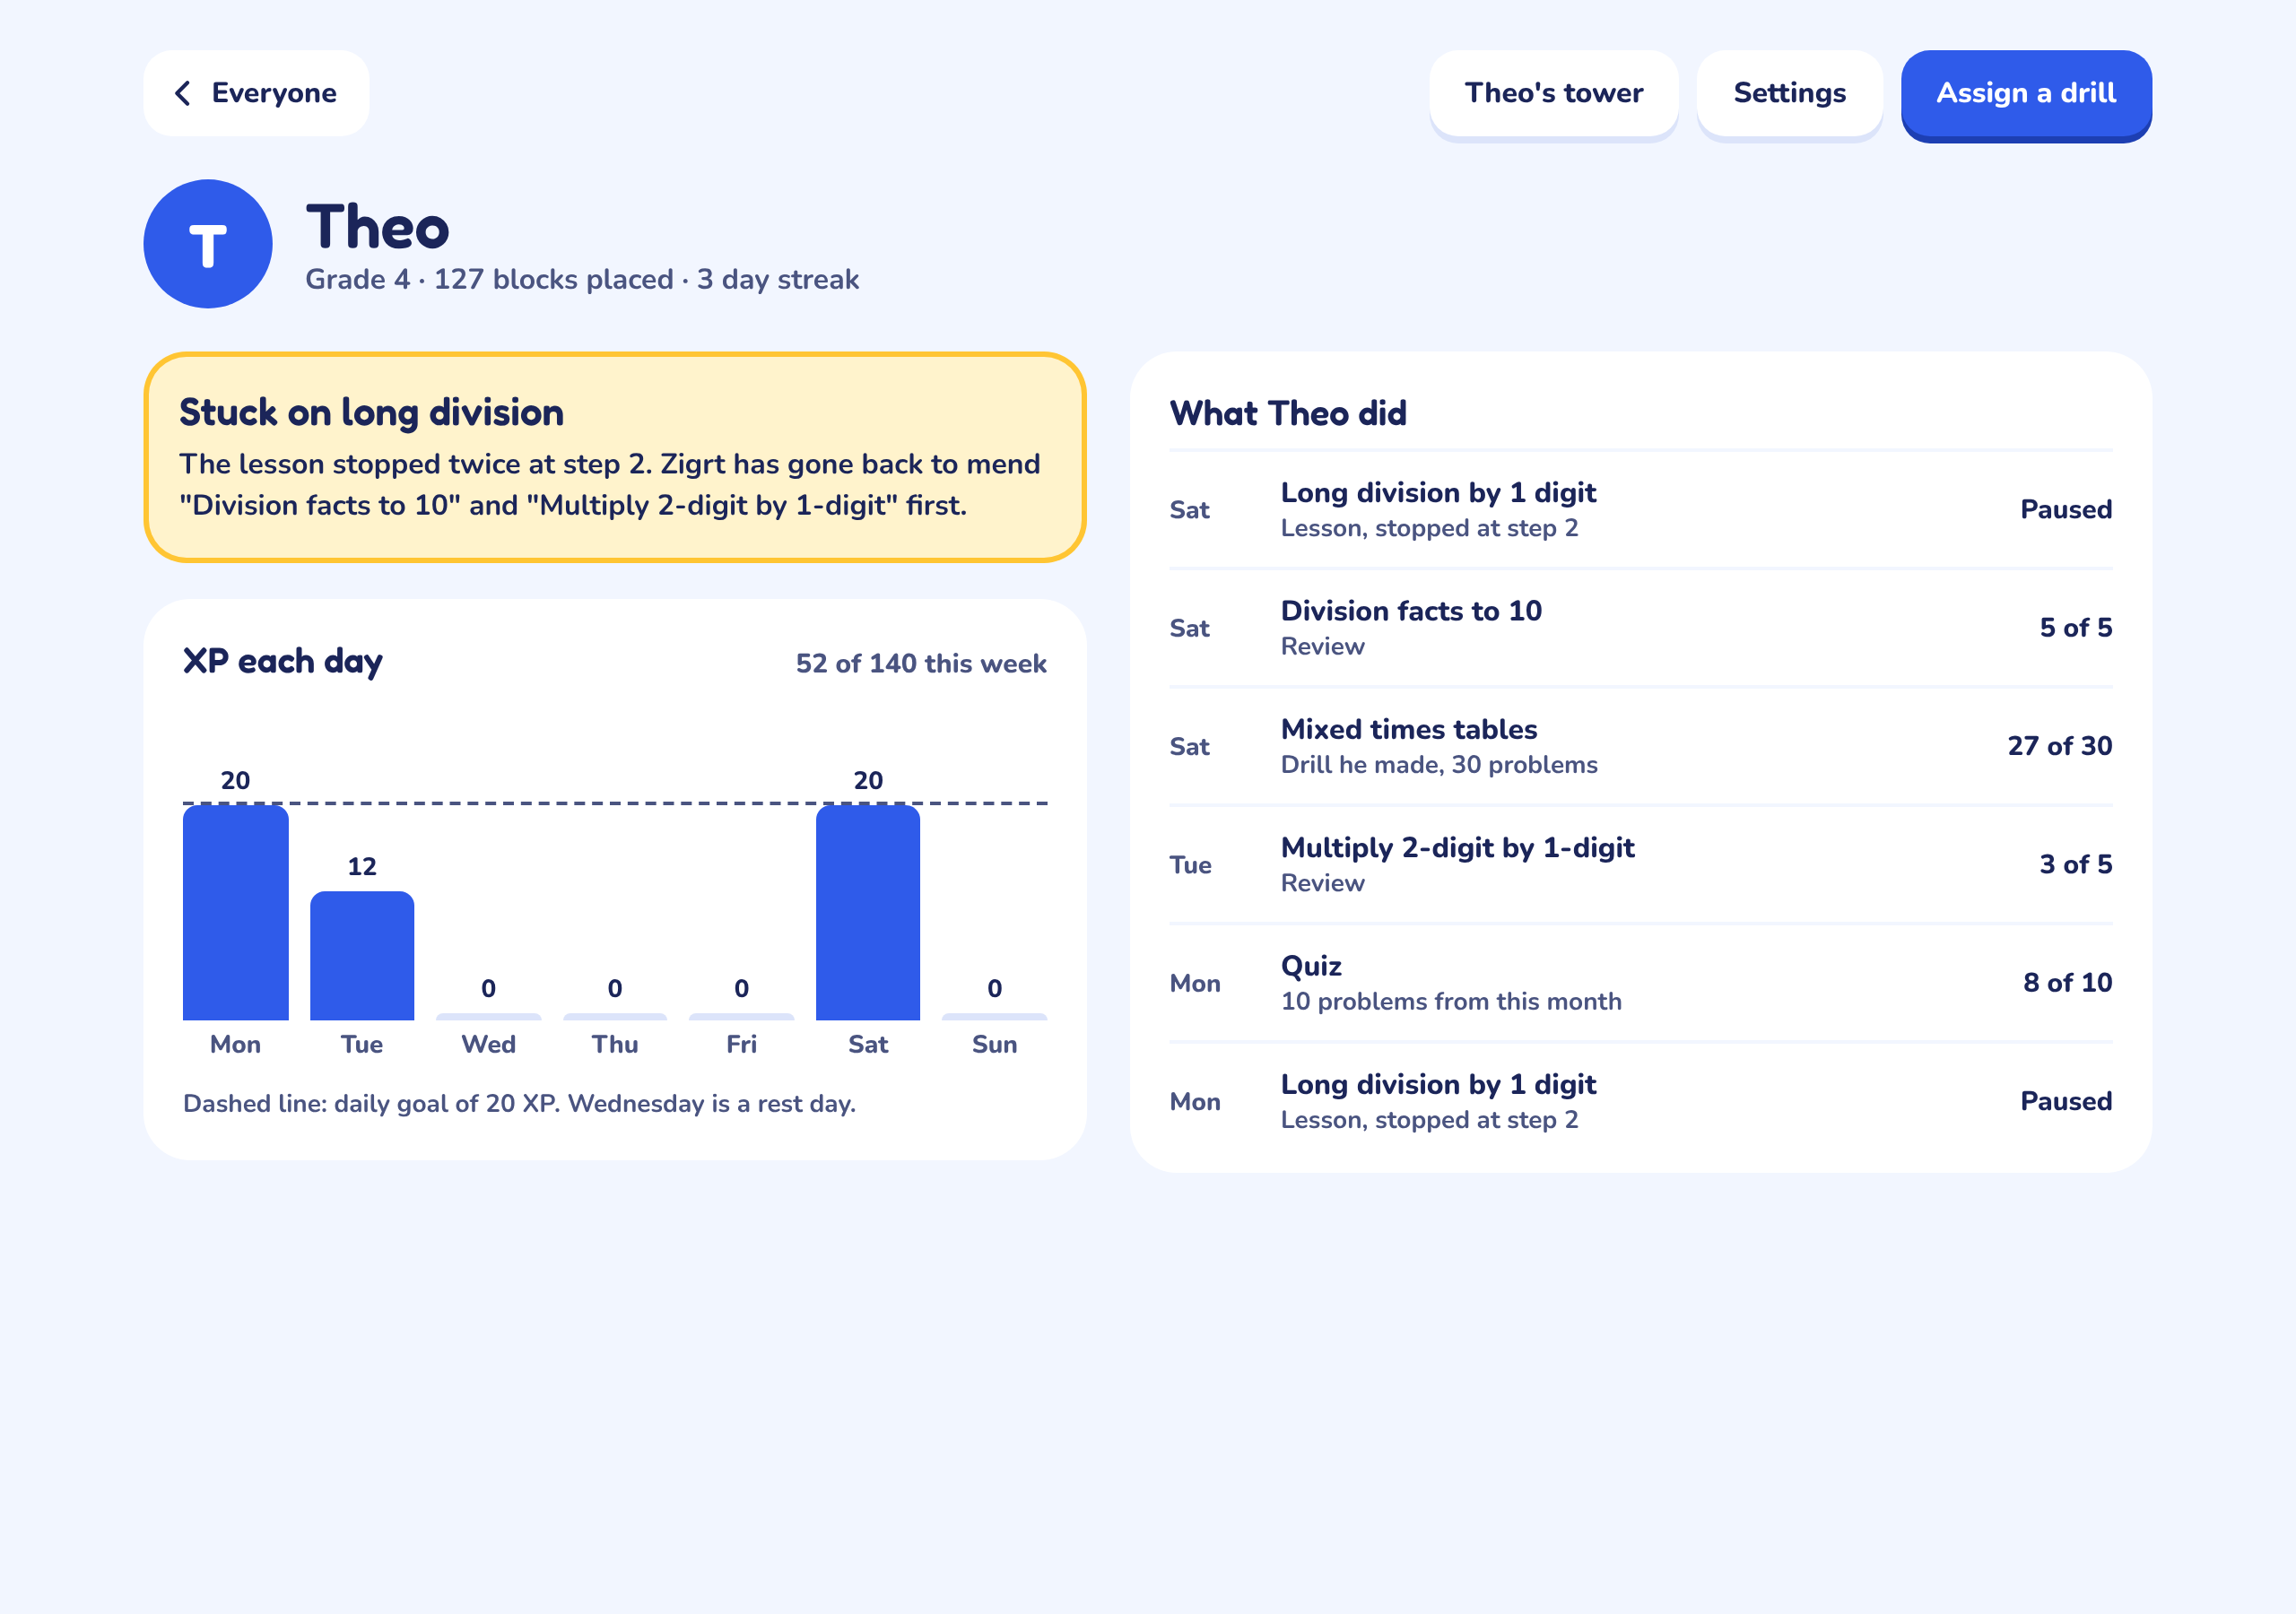 Everyone
Theo's tower
Settings
Assign a drill
T
Theo
Grade 4 · 127 blocks placed · 3 day streak
Stuck on long division
The lesson stopped twice at step 2. Zigrt has gone back to mend
"Division facts to 10" and "Multiply 2-digit by 1-digit" first.
XP each day
52 of 140 this week
20
12
0
0
0
20
0
Mon
Tue
Wed
Thu
Fri
Sat
Sun
Dashed line: daily goal of 20 XP. Wednesday is a rest day.
What Theo did
Sat
Long division by 1 digit
Lesson, stopped at step 2
Paused
Sat
Division facts to 10
Review
5 of 5
Sat
Mixed times tables
Drill he made, 30 problems
27 of 30
Tue
Multiply 2-digit by 1-digit
Review
3 of 5
Mon
Quiz
10 problems from this month
8 of 10
Mon
Long division by 1 digit
Lesson, stopped at step 2
Paused